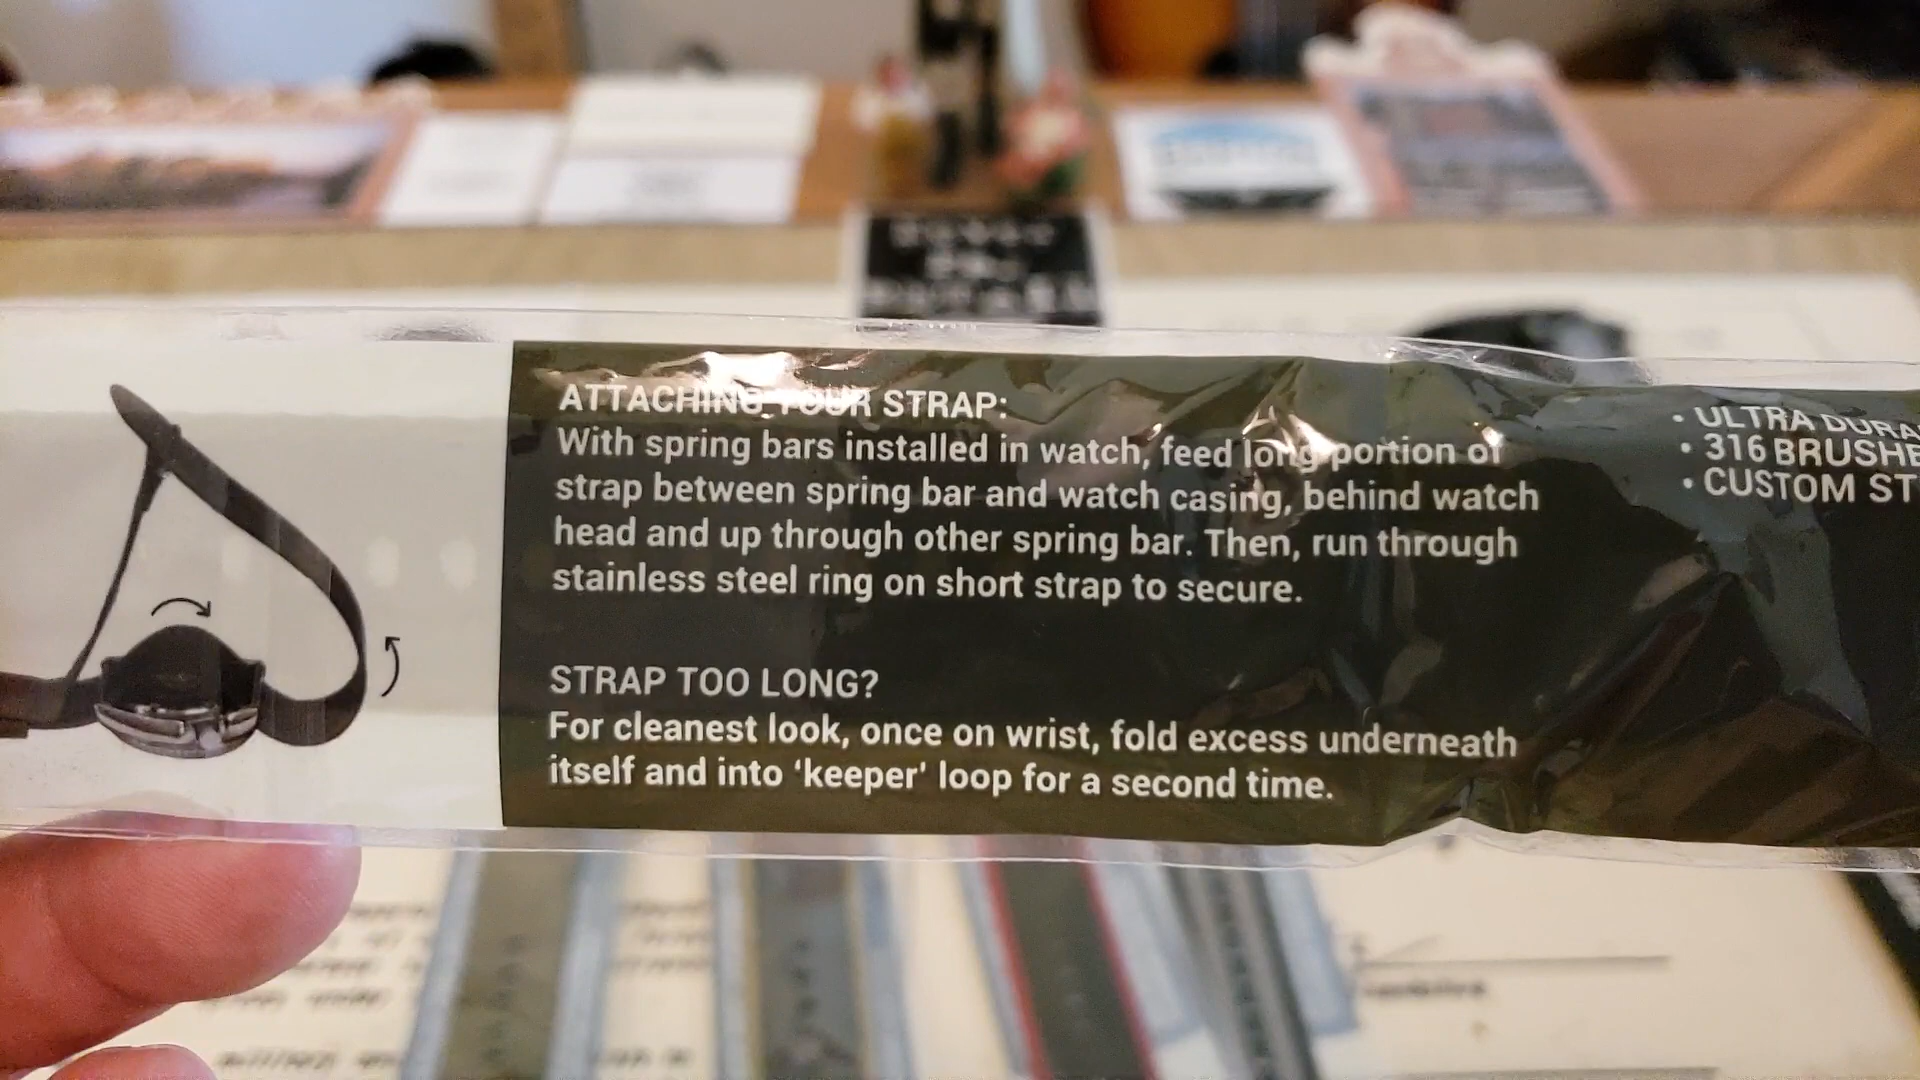 ATTACHING YOUR STRAP:
With spring bars installed in watch, feed long portion of
strap between spring bar and watch casing, behind watch
head and up through other spring bar. Then, run through
stainless steel ring on short strap to secure.
STRAP TOO LONG?
For cleanest look, once on wrist, fold excess underneath
itself and into ‘keeper’ loop for a second time.
• ULTRA DURA
• 316 BRUSHE
• CUSTOM ST